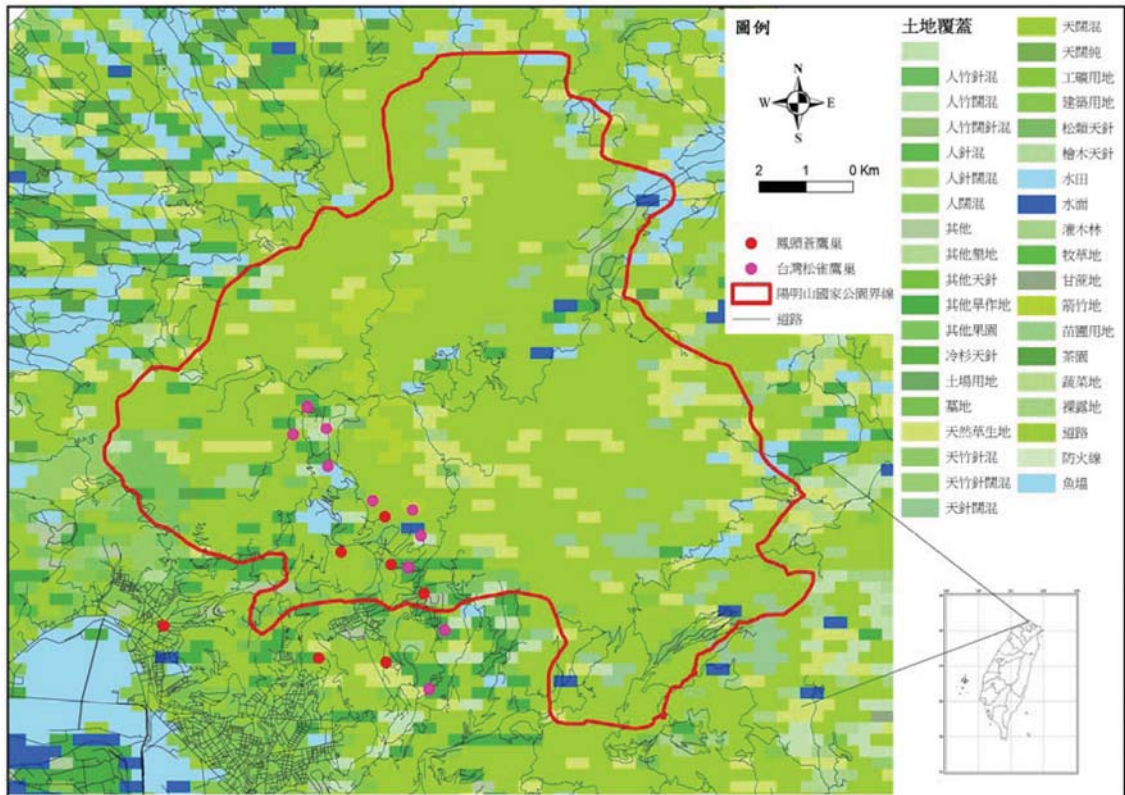 圖例
N
W E
S
2 1 0 Km
鳳頭蒼鷹巢
台灣松雀鷹巢
陽明山國家公園界線
道路
土地覆蓋
人竹針混
人竹闊混
人竹闊針混
人針混
人針闊混
人闊混
其他
其他墾地
其他天針
其他旱作地
其他果園
冷杉天針
土場用地
墓地
天然草生地
天竹針混
天竹針闊混
天針闊混
天闊混
天闊純
工礦用地
建築用地
松類天針
檜木天針
水田
水面
灌木林
牧草地
甘蔗地
箭竹地
苗圃用地
茶園
蔬菜地
裸露地
道路
防火線
魚塭